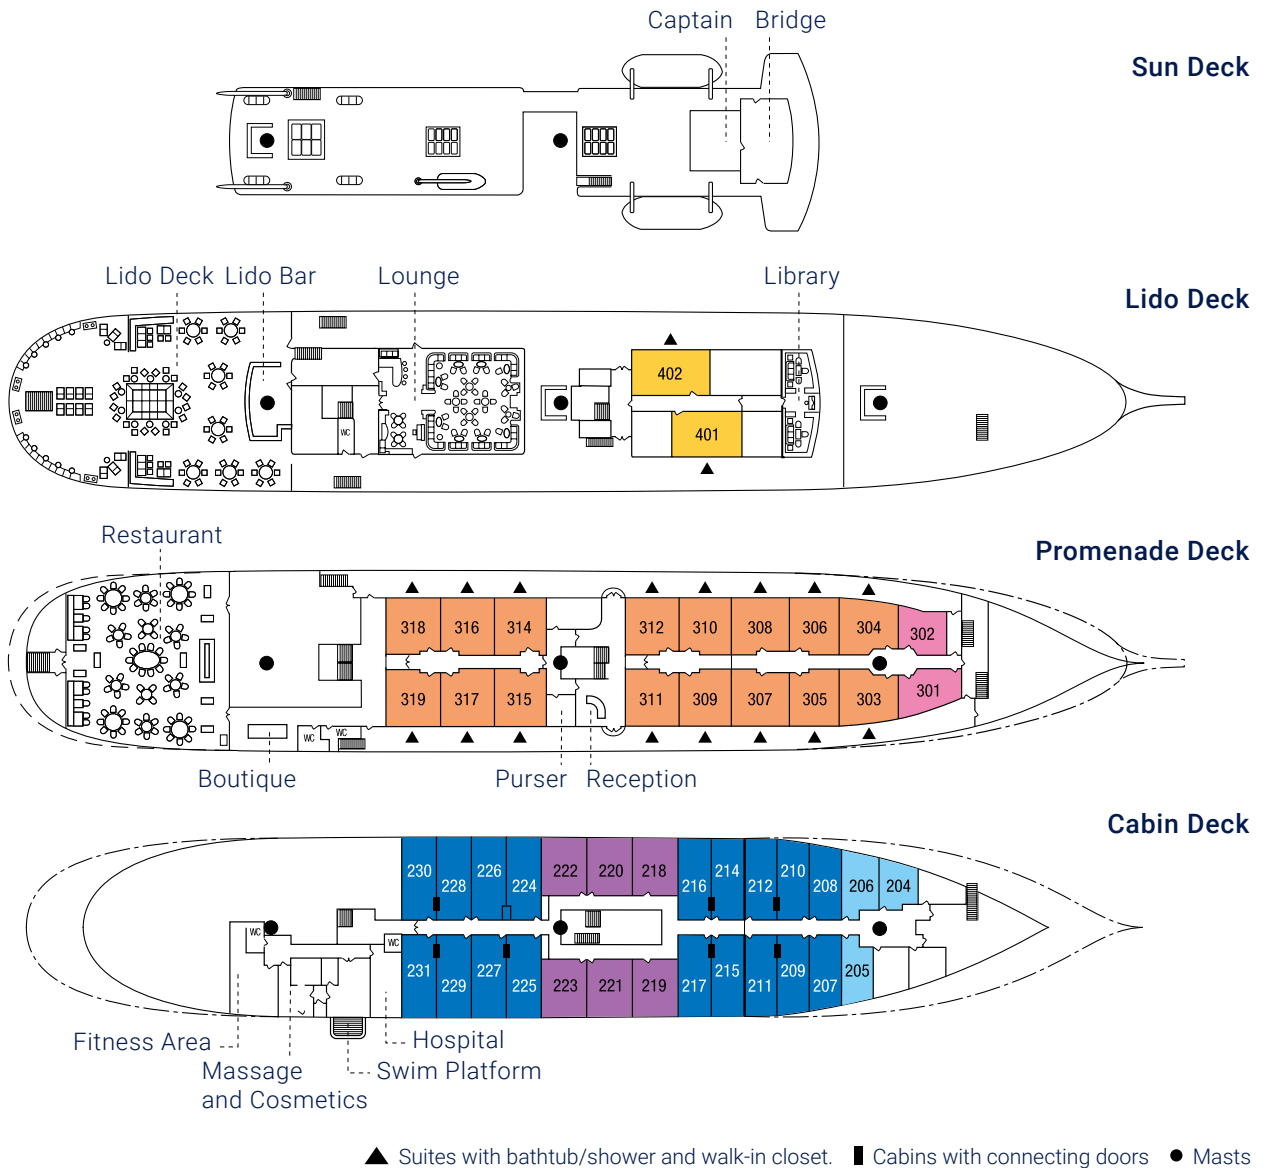 Captain Bridge
Sun Deck
Lido Deck Lido Bar Lounge Library
Lido Deck
402
WC
401
Restaurant
Promenade Deck
318 316 314 312 310 308 306 304 302
319 317 315 311 309 307 305 303 301
WC WC
Boutique Purser Reception
Cabin Deck
230 228 226 224 222 220 218 216 214 212 210 208 206 204
WC WC
231 229 227 225 223 221 219 217 215 211 209 207 205
Fitness Area Hospital
Massage Swim Platform
and Cosmetics
Suites with bathtub/shower and walk-in closet. Cabins with connecting doors Masts